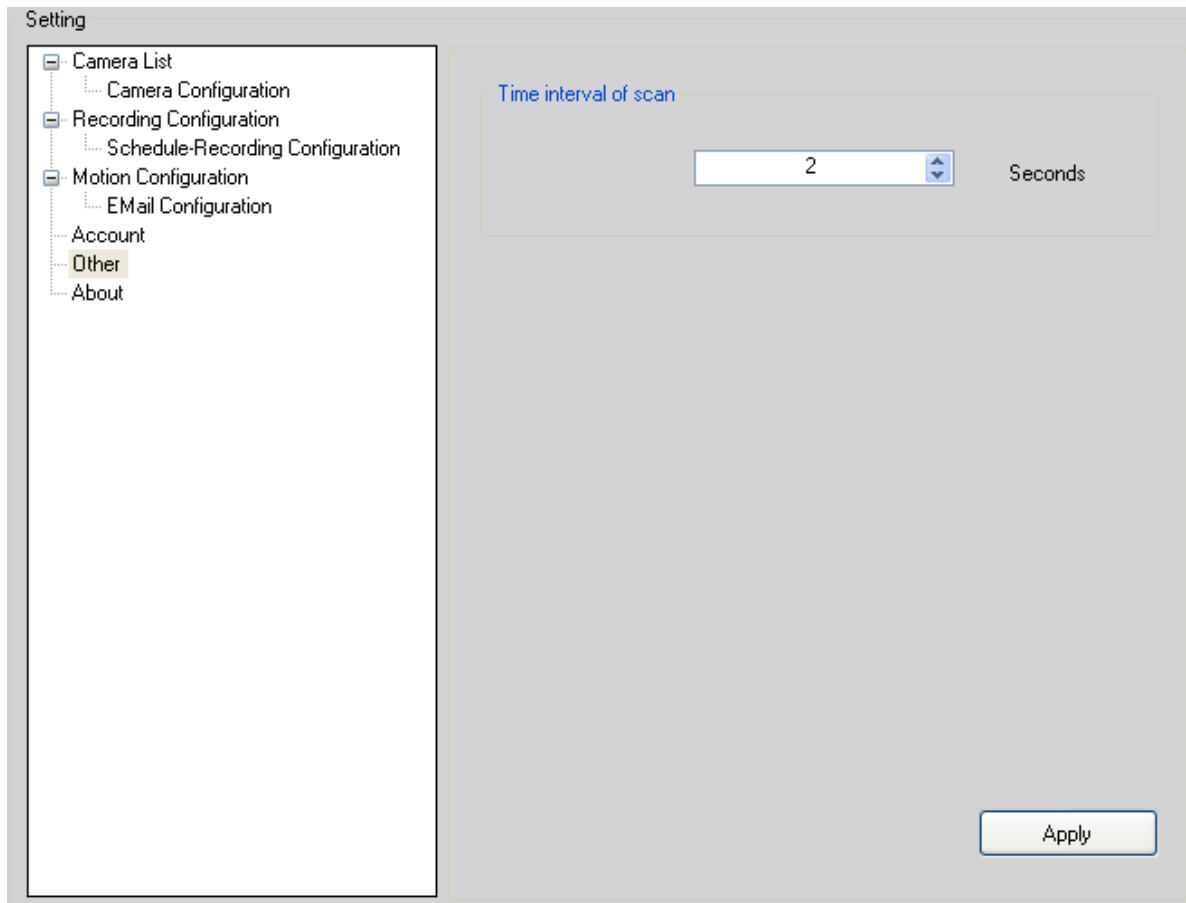 Setting
Camera List
Camera Configuration
Recording Configuration
Schedule-Recording Configuration
Motion Configuration
EMail Configuration
Account
Other
About
Time interval of scan
2
Seconds
Apply